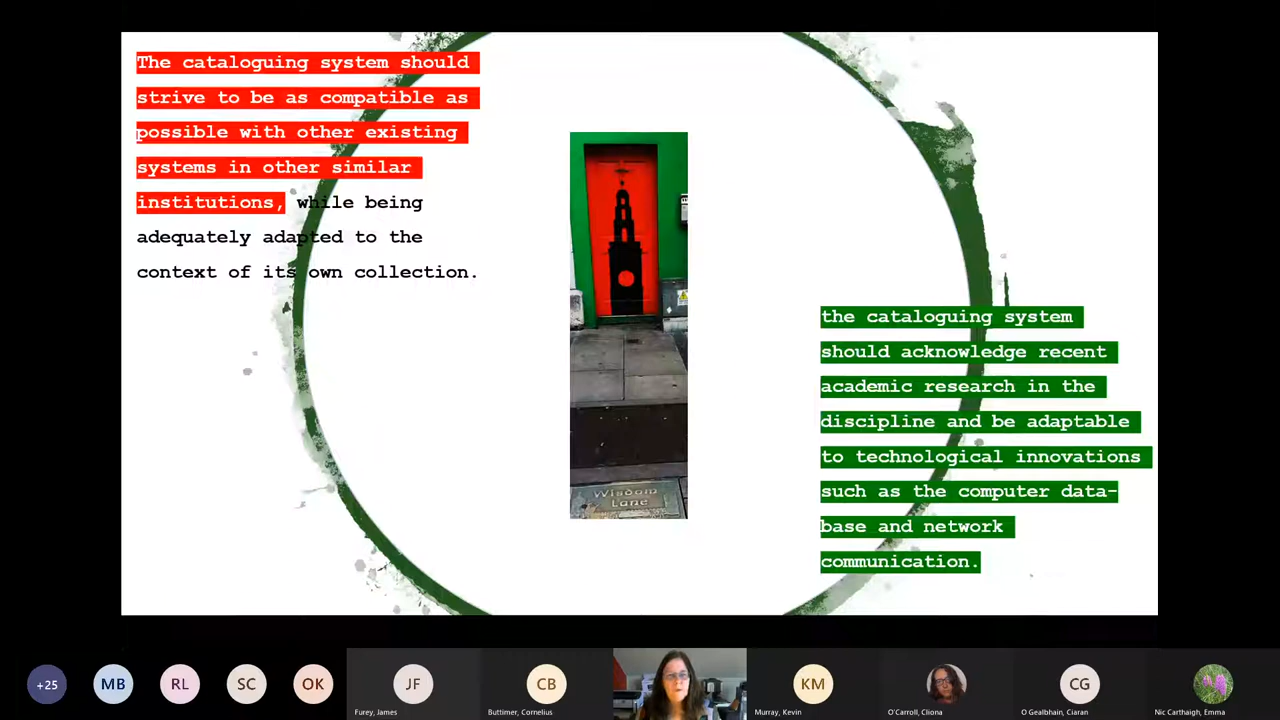 The cataloguing system should
strive to be as compatible as
possible with other existing
systems in other similar
institutions, while being
adequately adapted to the
context of its own collection.
the cataloguing system
should acknowledge recent
academic research in the
discipline and be adaptable
to technological innovations
such as the computer data-
base and network
communication.
Wisdom
Lane
+25
MB
RL
SC
OK
JF
Furey, James
CB
Buttimer, Cornelius
KM
Murray, Kevin
O'Carroll, Cliona
CG
O Gealbhain, Ciaran
Nic Carthaigh, Emma